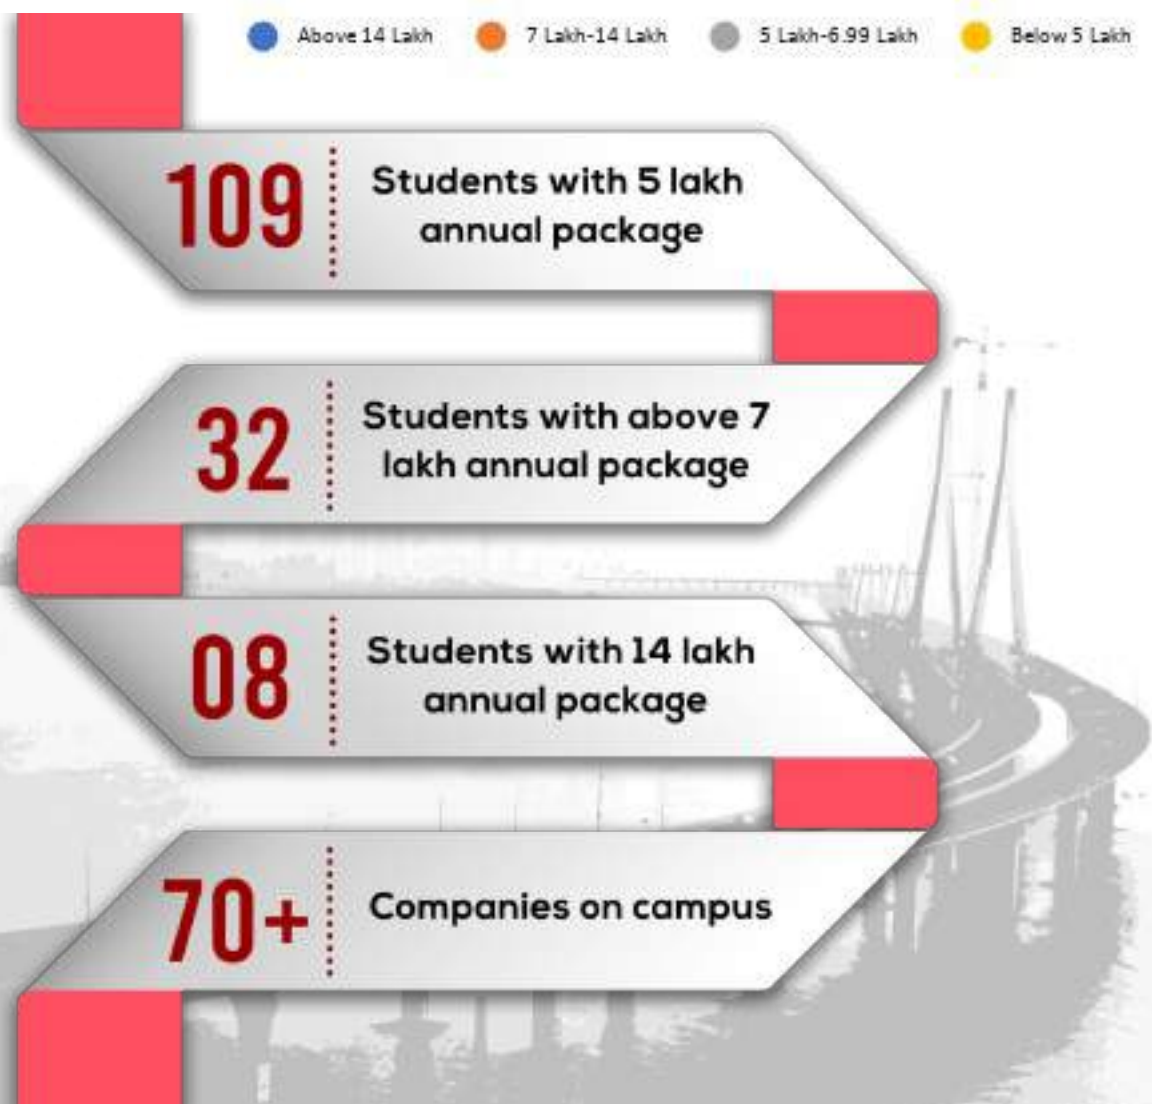 Above 14 Lakh 7 Lakh-14 Lakh 5 Lakh-6.99 Lakh Below 5 Lakh
109
Students with 5 lakh
annual package
32
Students with above 7
lakh annual package
08
Students with 14 lakh
annual package
70+
Companies on campus